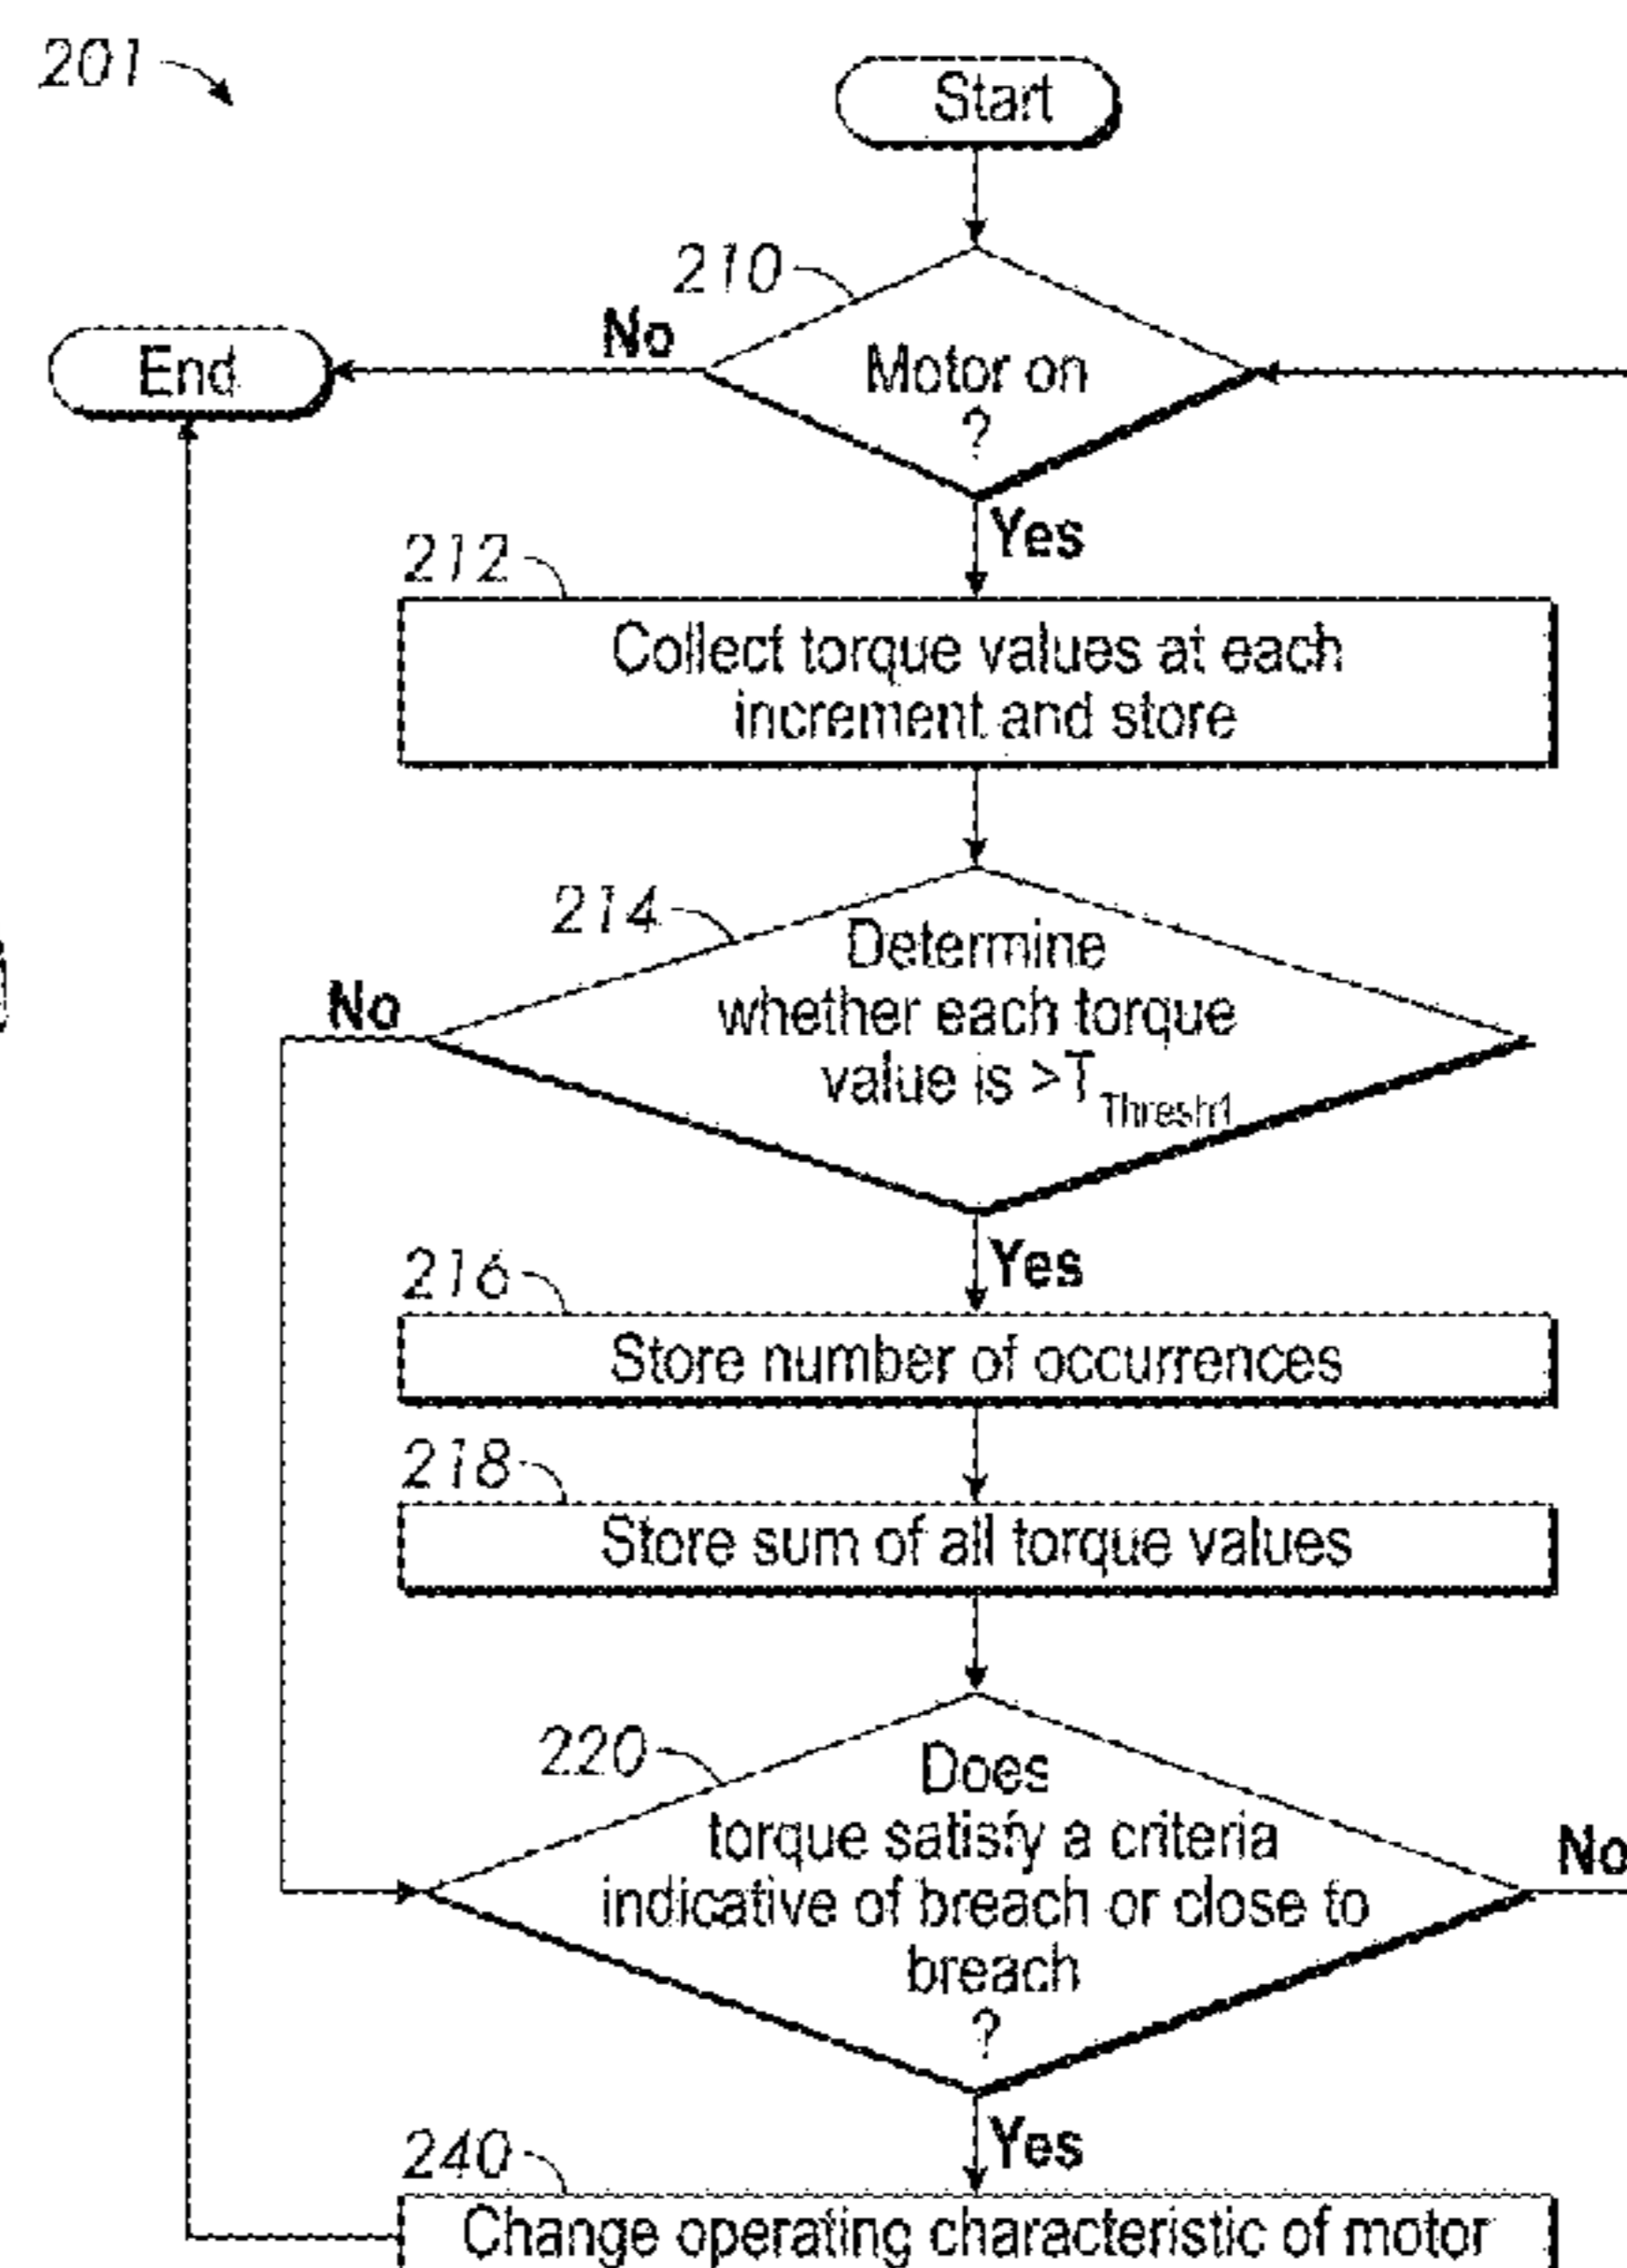 201
Start
210
No
End
Motor on
?
Yes
212
Collect torque values at each
increment and store
214
Determine
No
whether each torque
value is >T Thresh1
Yes
216
Store number of occurrences
218
Store sum of all torque values
220
Does
torque satisfy a criteria
No
indicative of breach or close to
breach
?
Yes
240
Change operating characteristic of motor